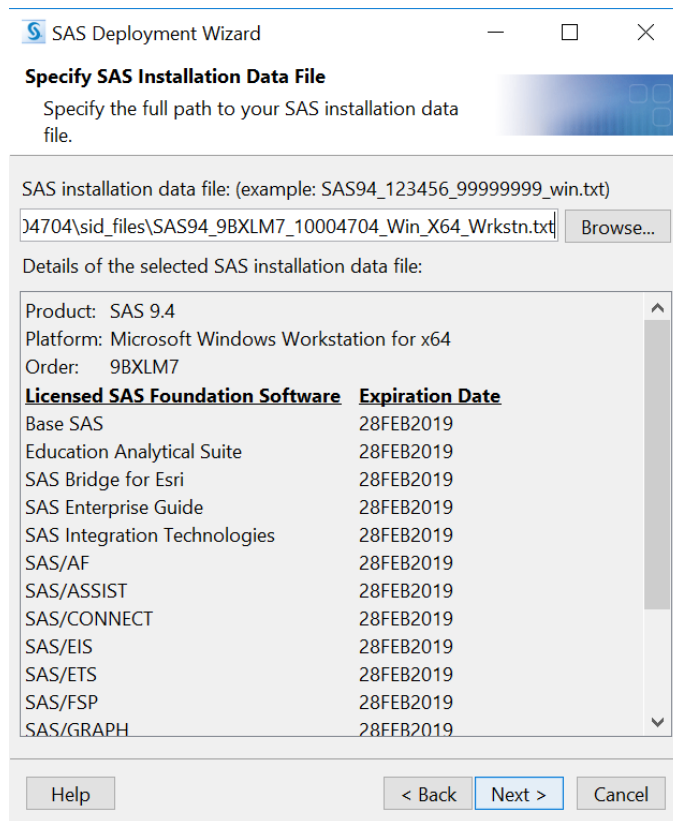 SAS Deployment Wizard
Specify SAS Installation Data File
Specify the full path to your SAS installation data
file.
SAS installation data file: (example: SAS94_123456_99999999_win.txt)
04704\sid_files\SAS94_9BXLM7_10004704_Win_X64_Wrkstn.txt Browse...
Details of the selected SAS installation data file:
Product: SAS 9.4
Platform: Microsoft Windows Workstation for x64
Order: 9BXLM7
Licensed SAS Foundation Software Expiration Date
Base SAS 28FEB2019
Education Analytical Suite 28FEB2019
SAS Bridge for Esri 28FEB2019
SAS Enterprise Guide 28FEB2019
SAS Integration Technologies 28FEB2019
SAS/AF 28FEB2019
SAS/ASSIST 28FEB2019
SAS/CONNECT 28FEB2019
SAS/EIS 28FEB2019
SAS/ETS 28FEB2019
SAS/FSP 28FEB2019
SAS/GRAPH 28FEB2019
Help < Back Next > Cancel